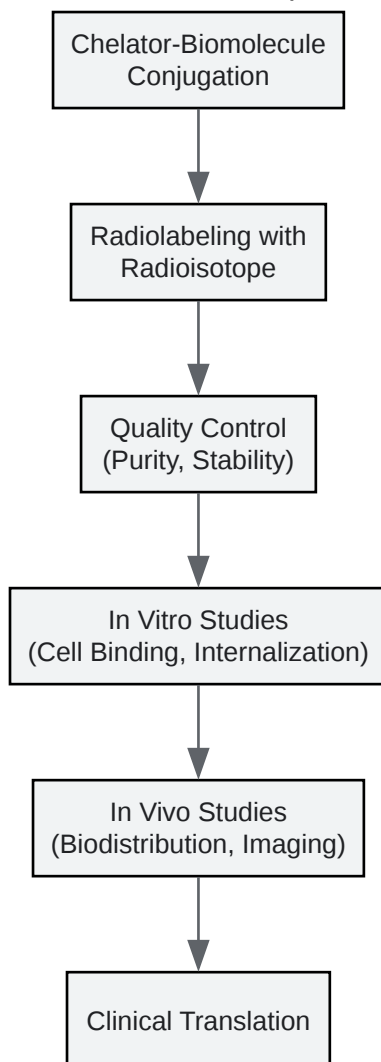 Chelator-Biomolecule
Conjugation
Radiolabeling with
Radioisotope
Quality Control
(Purity, Stability)
In Vitro Studies
(Cell Binding, Internalization)
In Vivo Studies
(Biodistribution, Imaging)
Clinical Translation